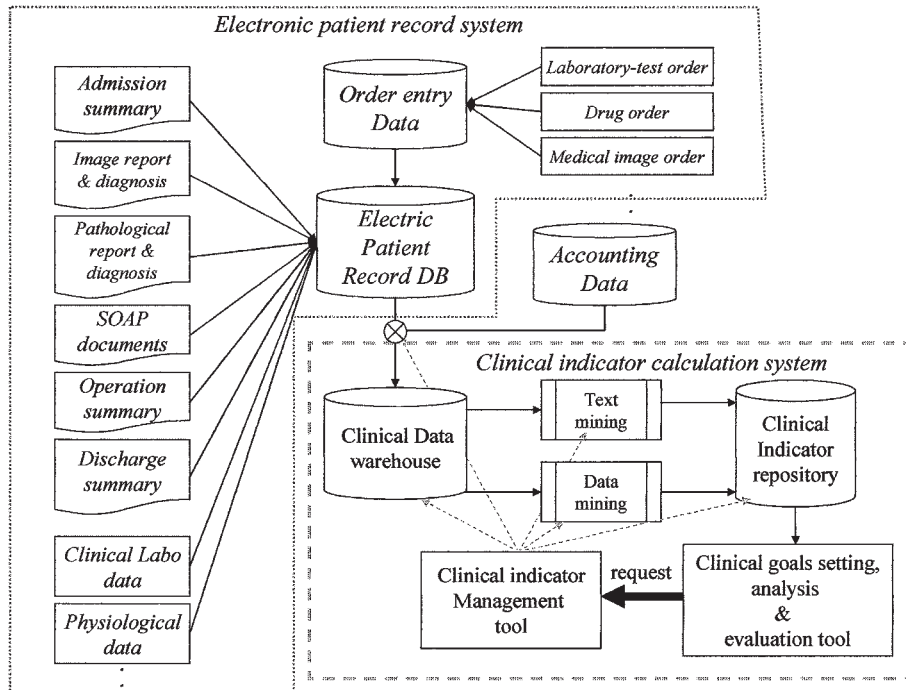 Electronic patient record system
Admission
summary
Image report
& diagnosis
Pathological
report &
diagnosis
SOAP
documents
Operation
summary
Discharge
summary
Clinical Labo
data
Physiological
data
Order entry
Data
Laboratory-test order
Drug order
Medical image order
Electric
Patient
Record DB
Accounting
Data
Clinical indicator calculation system
Clinical Data
warehouse
Text
mining
Data
mining
Clinical
Indicator
repository
Clinical indicator
Management
tool
request
Clinical goals setting,
analysis
&
evaluation tool